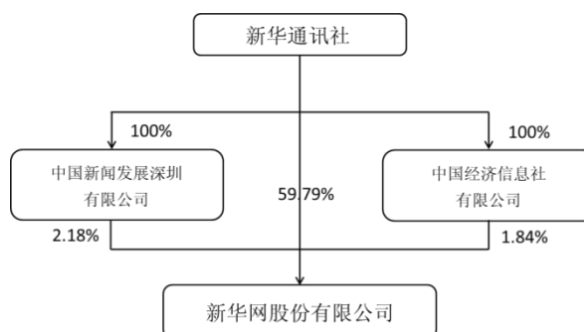 新华通讯社
100%
100%
中国新闻发展深圳
有限公司
59.79%
中国经济信息社
有限公司
2.18%
1.84%
新华网股份有限公司